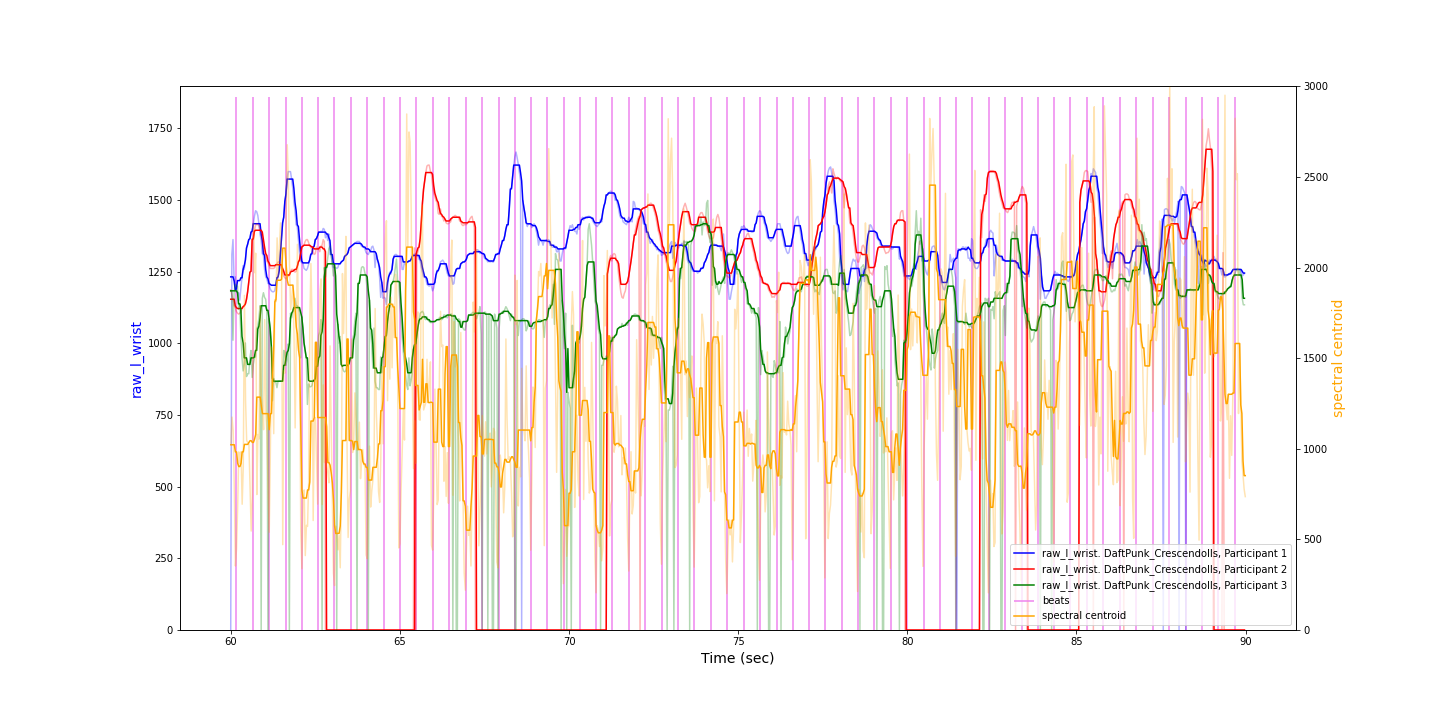 1750
1500
1250
1000
750
500
250
0
raw_l_wrist
3000
2500
2000
1500
1000
500
0
spectral centroid
raw_l_wrist. DaftPunk_Crescendolls, Participant 1
raw_l_wrist. DaftPunk_Crescendolls, Participant 2
raw_l_wrist. DaftPunk_Crescendolls, Participant 3
beats
spectral centroid
60 65 70 75 80 85 90
Time (sec)